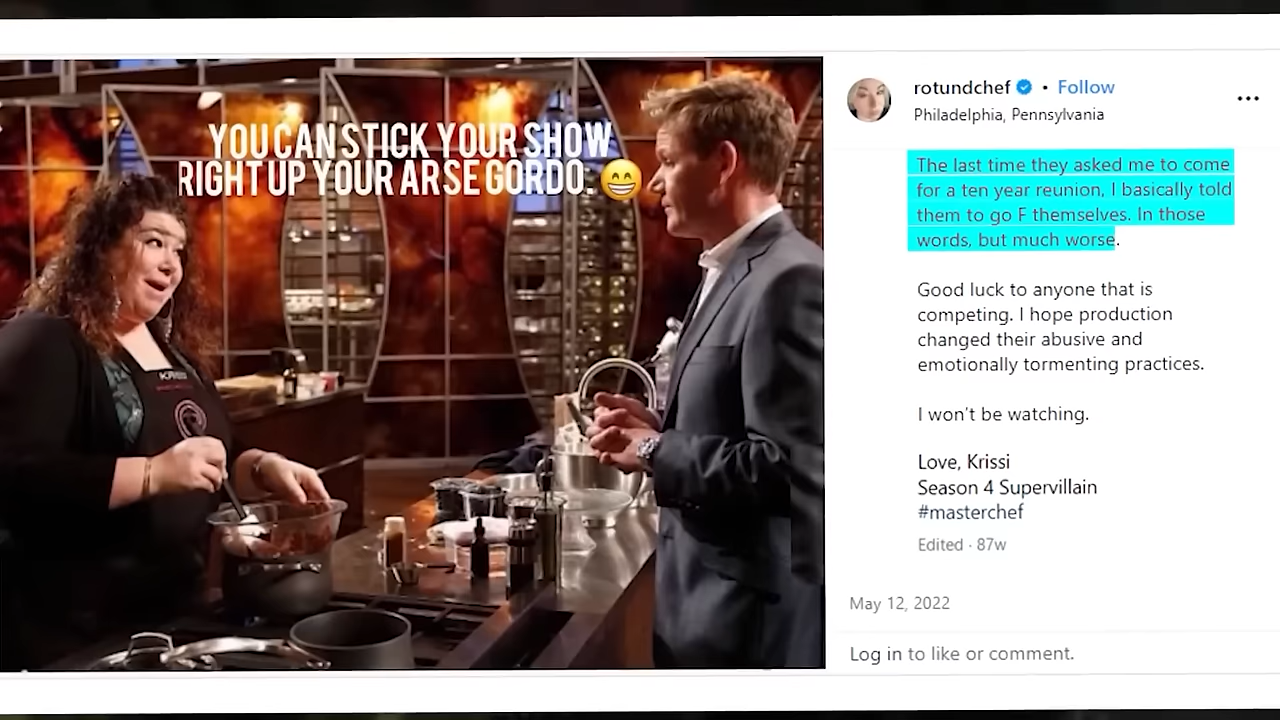 YOU CAN STICK YOUR SHOW
RIGHT UP YOUR ARSE GORDO.
KRISSI
rotundchef • Follow
Philadelphia, Pennsylvania
The last time they asked me to come
for a ten year reunion, I basically told
them to go F themselves. In those
words, but much worse.
Good luck to anyone that is
competing. I hope production
changed their abusive and
emotionally tormenting practices.
I won't be watching.
Love, Krissi
Season 4 Supervillain
#masterchef
Edited · 87w
May 12, 2022
Log in to like or comment.